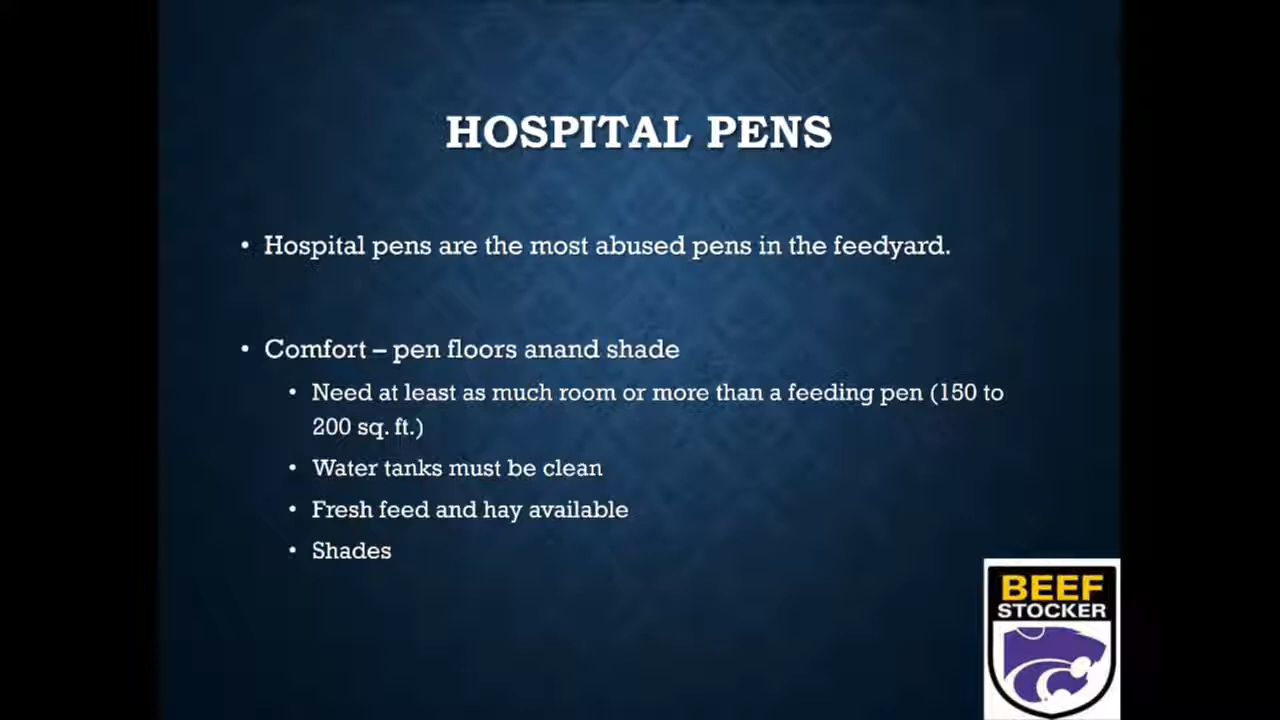 HOSPITAL PENS
• Hospital pens are the most abused pens in the feedyard.
• Comfort – pen floors anand shade
• Need at least as much room or more than a feeding pen (150 to
200 sq. ft.)
• Water tanks must be clean
• Fresh feed and hay available
• Shades
BEEF
STOCKER